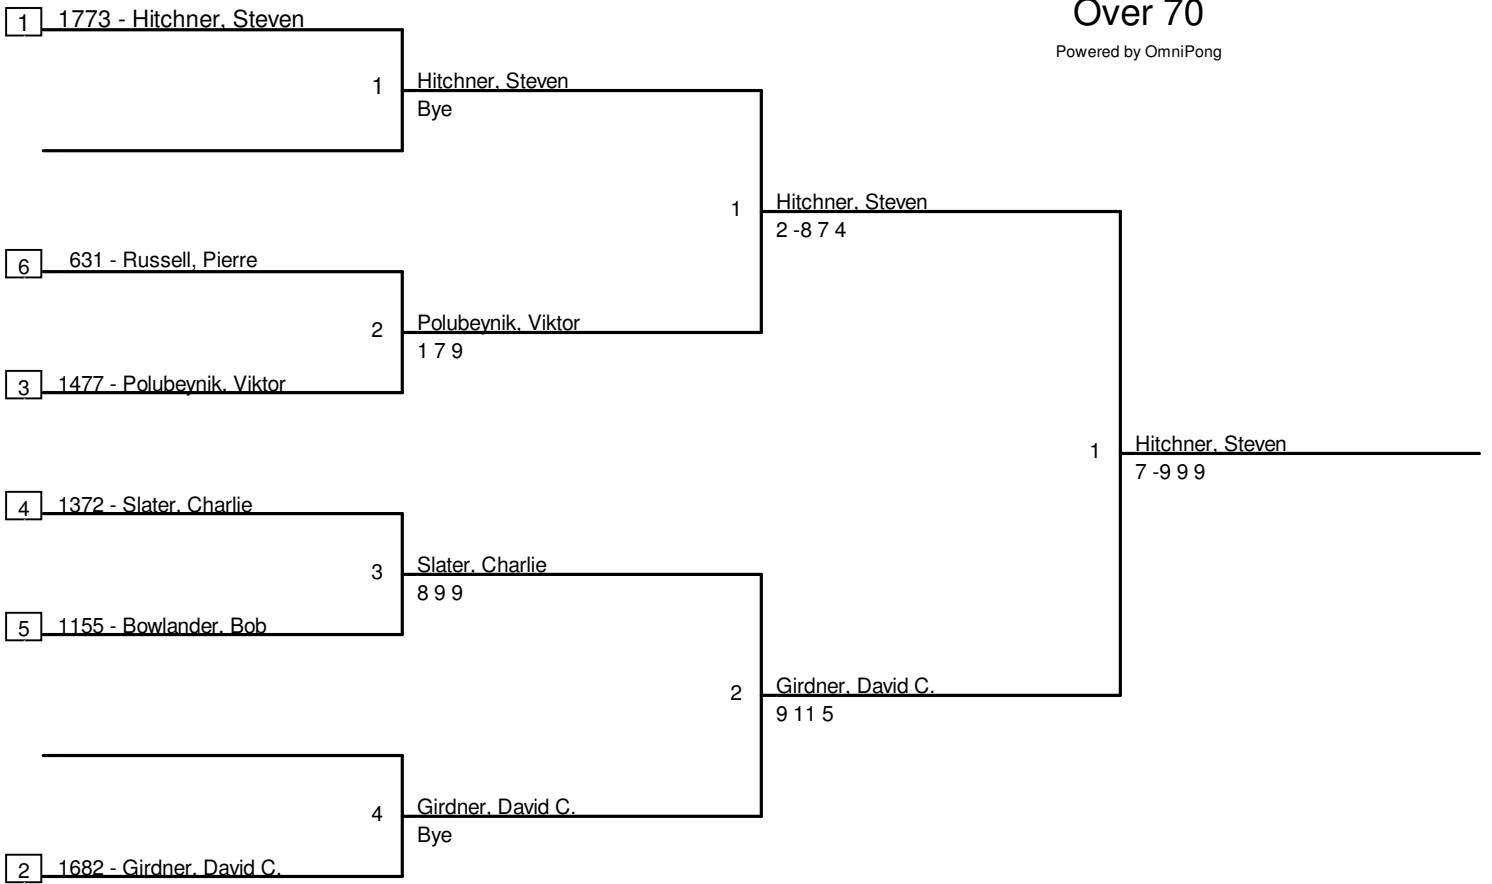 Over 70
Powered by OmniPong
1 1773 - Hitchner, Steven
1 Hitchner, Steven
Bye
1 Hitchner, Steven
2 -8 7 4
6 631 - Russell, Pierre
2 Polubeynik, Viktor
1 7 9
3 1477 - Polubeynik, Viktor
1 Hitchner, Steven
7 -9 9 9
4 1372 - Slater, Charlie
3 Slater, Charlie
8 9 9
5 1155 - Bowlander, Bob
2 Girdner, David C.
9 11 5
4 Girdner, David C.
Bye
2 1682 - Girdner, David C.